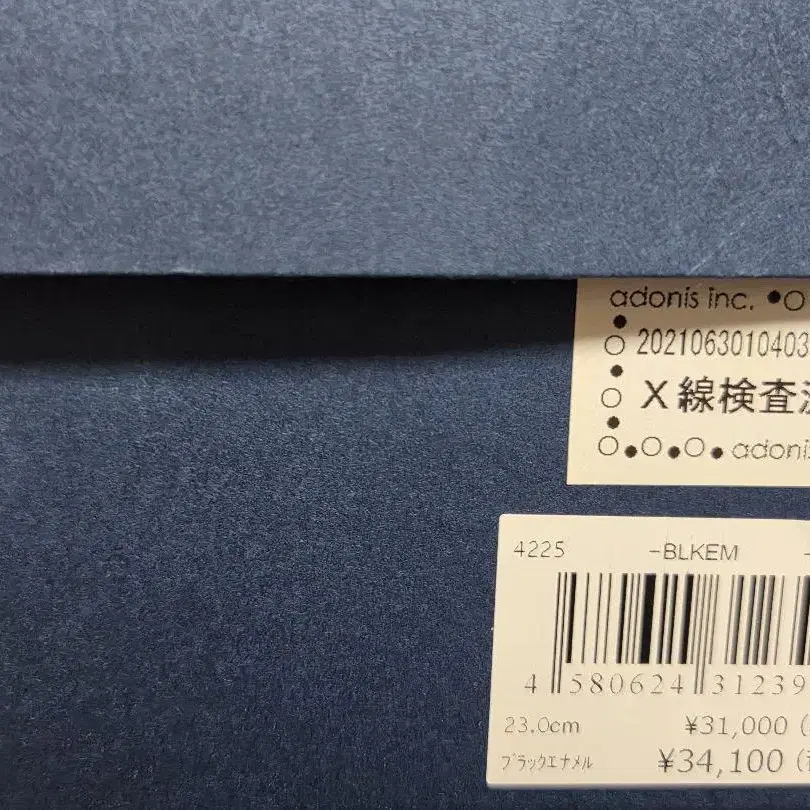 adonis inc.
2021063010403
X線検査
adonis
4225 -BLKEM
4 580624 31239
23.0cm ¥31,000 (
ブラックエナメル ¥34,100 (